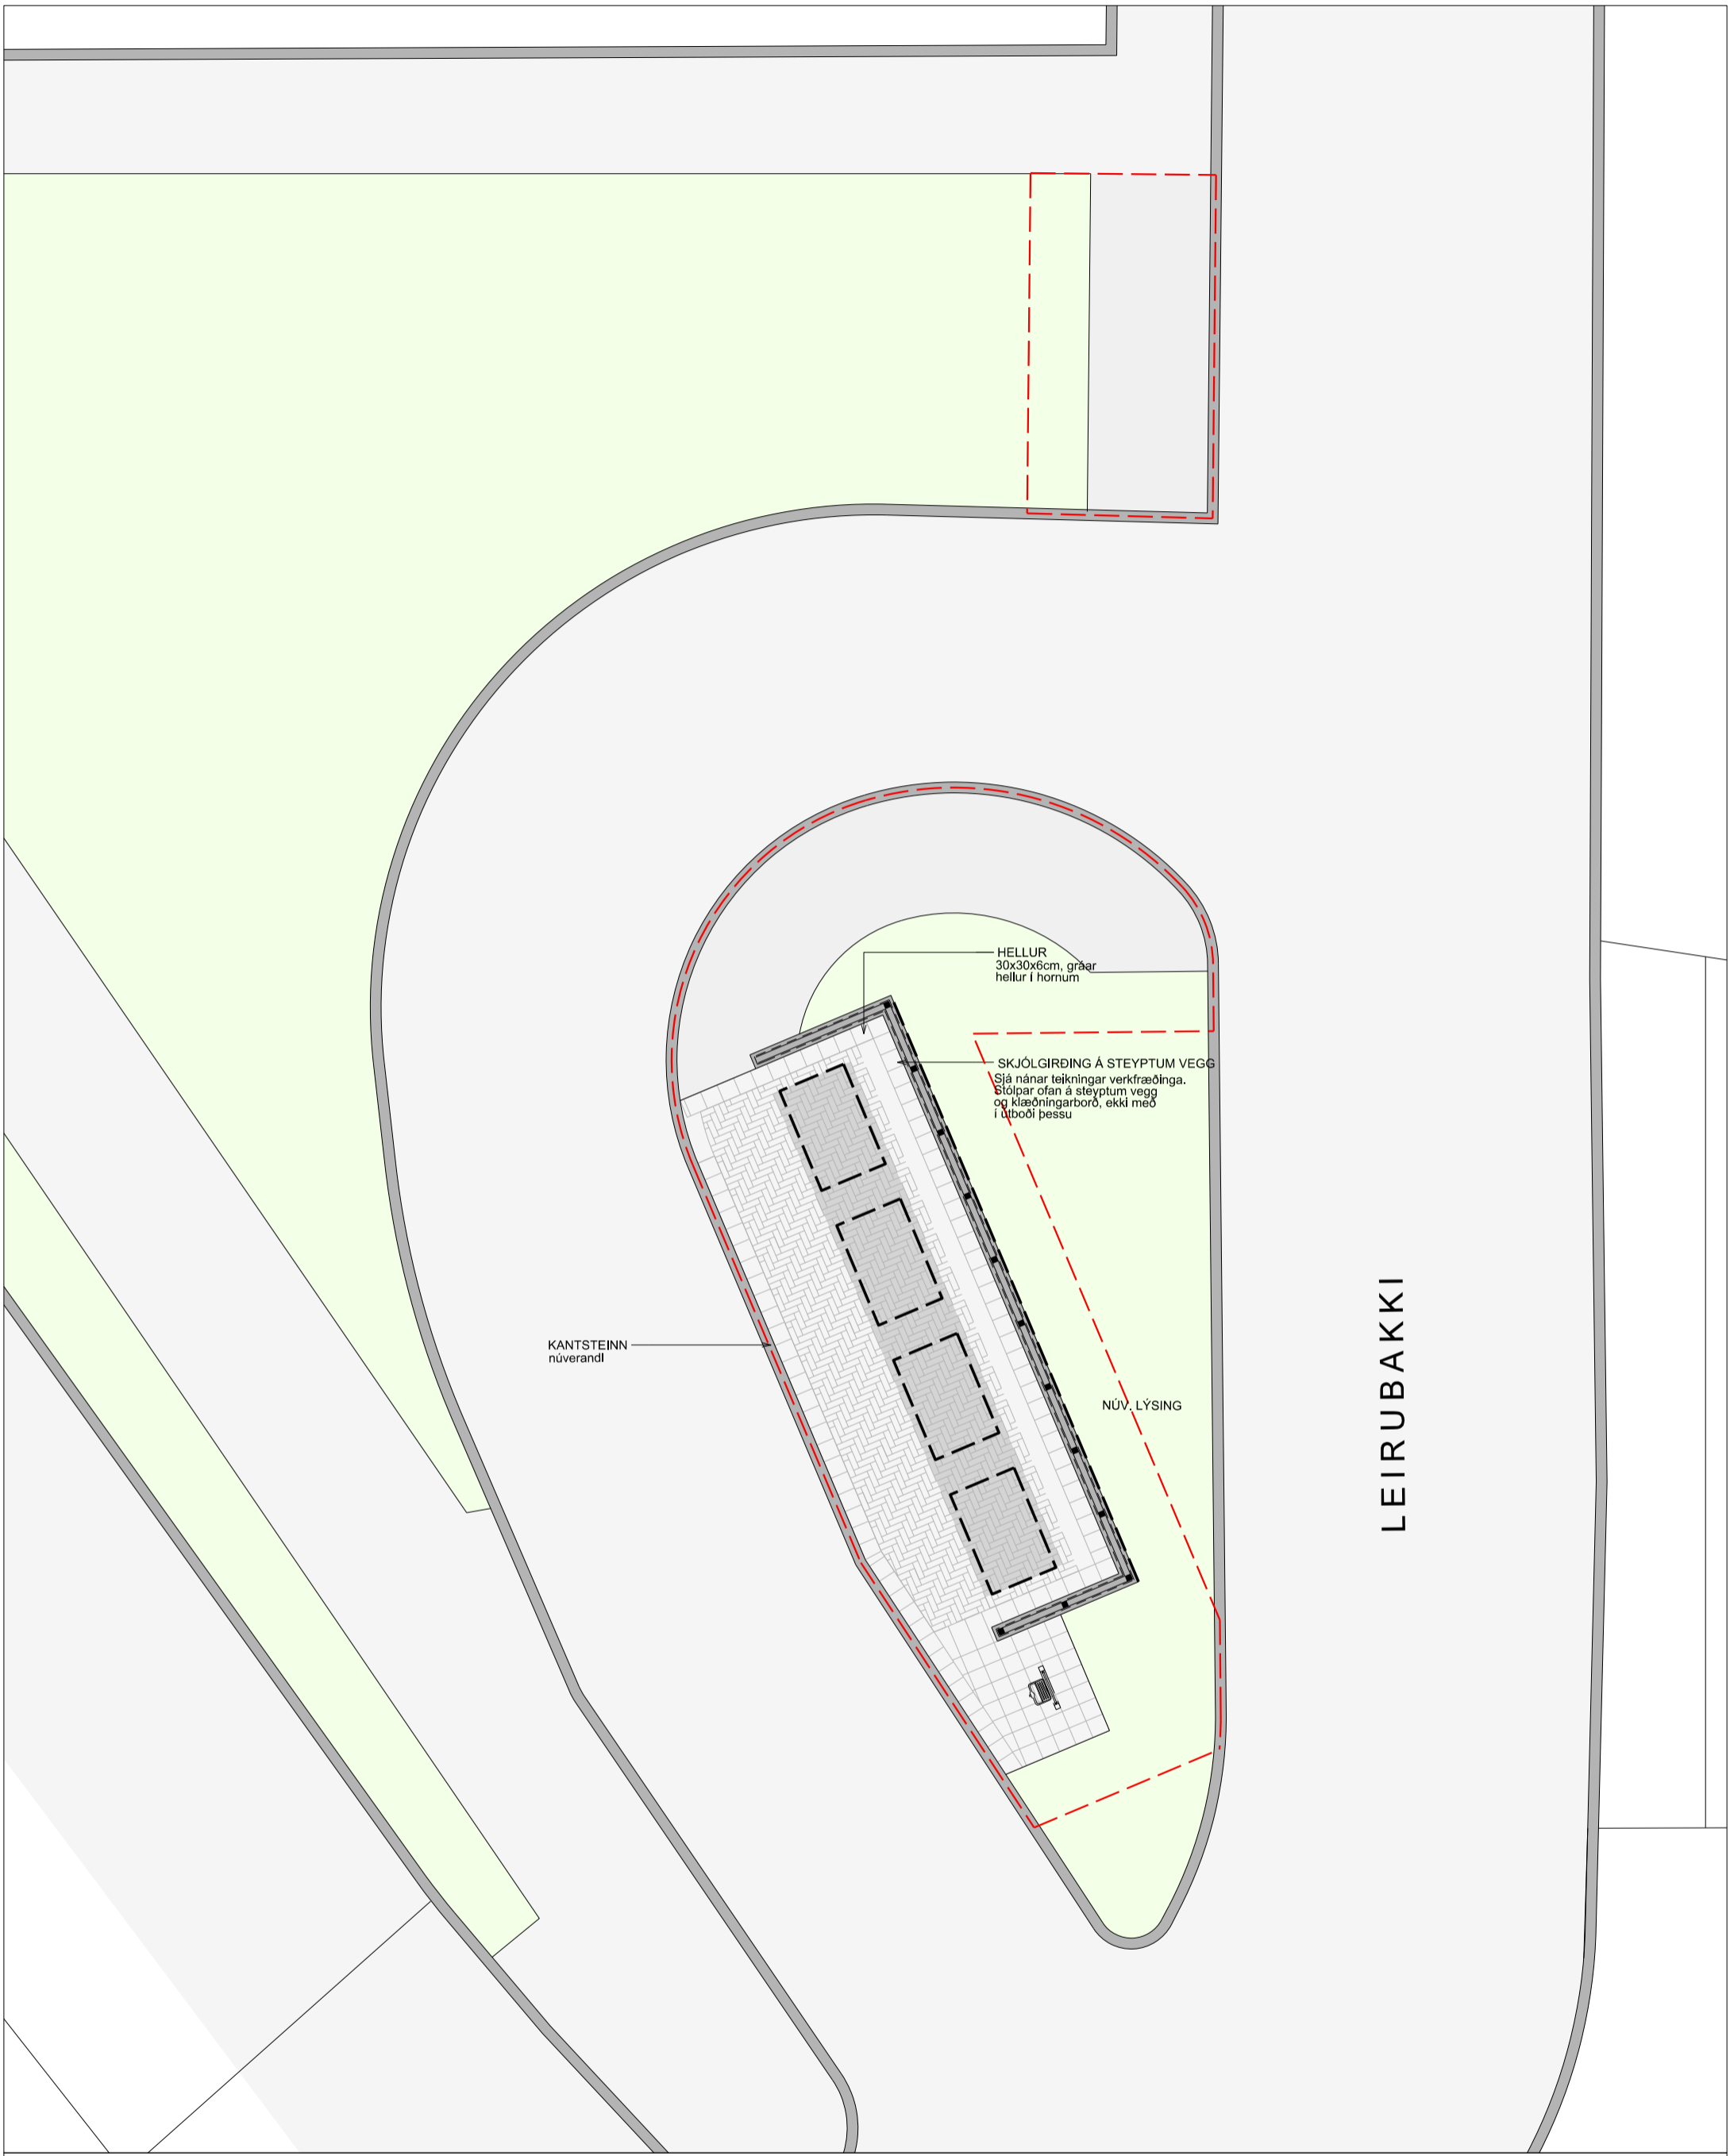 HELLUR
30x30x6cm, gráar
hellur í hornum
SKJÓLGIRÐING Á STEYPTUM VEGG
Sjá nánar teikningar verkfræðinga.
Stólpar ofan á steyptum vegg
og klæðningarborð, ekki með
í útboði þessu
KANTSTEINN
núverandi
NÚV. LÝSING
LEIRUBAKKI